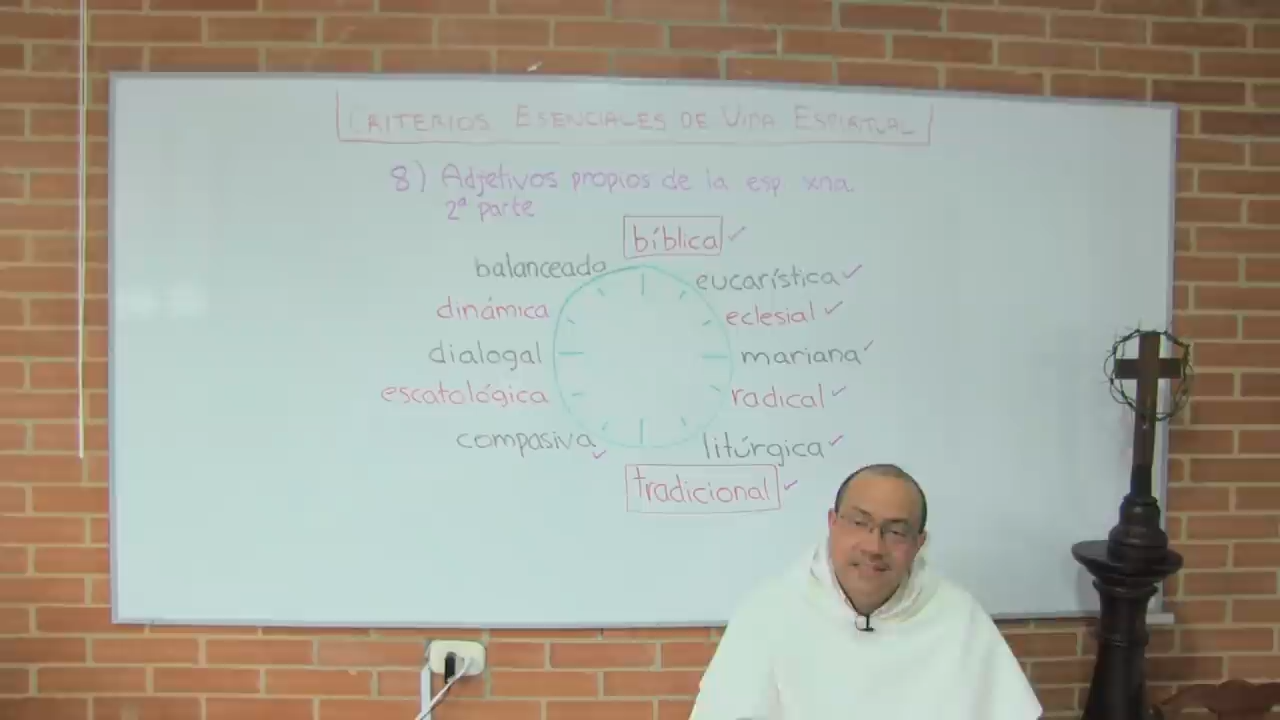 CRITERIOS ESENCIALES DE VIDA ESPIRITUAL
8) Adjetivos propios de la esp. xna.
2ª parte
bíblica
balanceada eucarística
dinámica eclesial
dialogal mariana
escatológica radical
compasiva litúrgica
tradicional